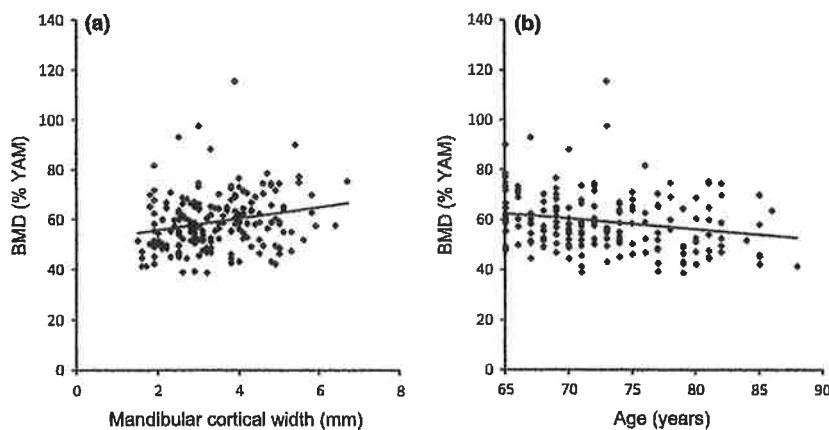 (a)
140
120
100
80
60
40
20
0
BMD (% YAM)
0 2 4 6 8
Mandibular cortical width (mm)
(b)
140
120
100
80
60
40
20
0
BMD (% YAM)
65 70 75 80 85 90
Age (years)